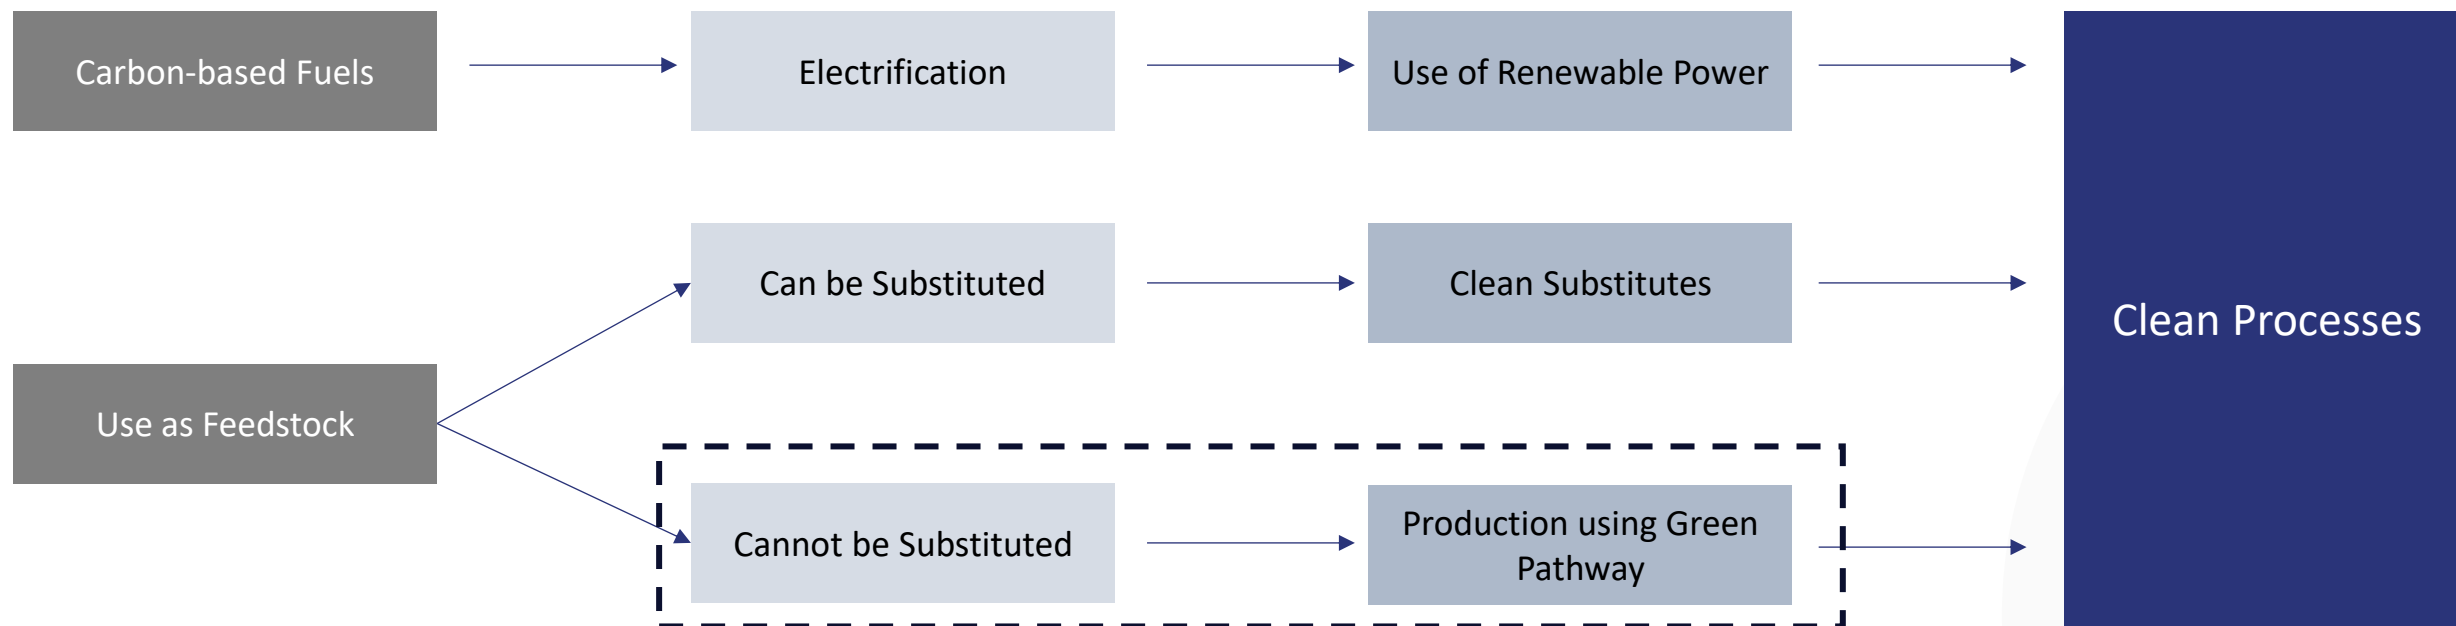 Carbon-based Fuels
Electrification
Use of Renewable Power
Can be Substituted
Clean Substitutes
Clean Processes
Use as Feedstock
Cannot be Substituted
Production using Green
Pathway